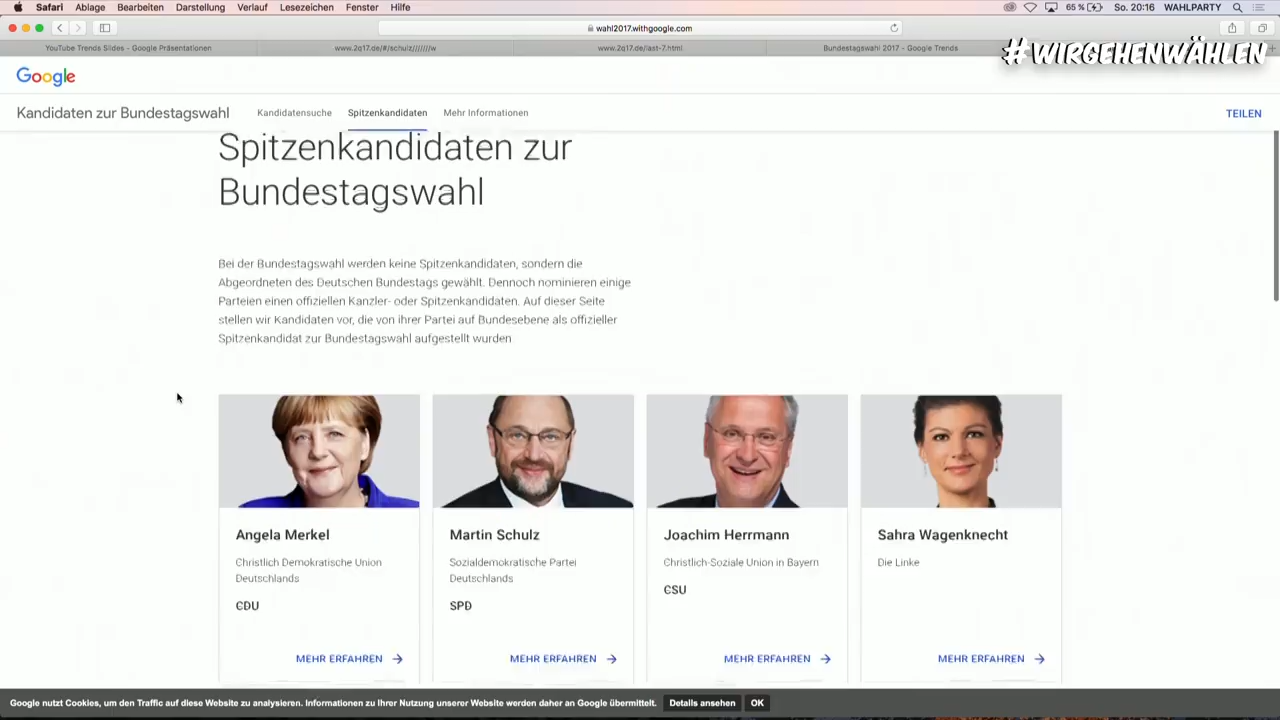 Safari Ablage Bearbeiten Darstellung Verlauf Lesezeichen Fenster Hilfe 65 % So. 20:16 WAHLPARTY
wahl2017.withgoogle.com
YouTube Trends Slides - Google Präsentationen www.2q17.de/#/schulz///////w www.2q17.de/last-7.html Bundestagswahl 2017 - Google Trends
#WIRGEHENWÄHLEN
Google
Kandidaten zur Bundestagswahl Kandidatensuche Spitzenkandidaten Mehr Informationen TEILEN
Spitzenkandidaten zur
Bundestagswahl
Bei der Bundestagswahl werden keine Spitzenkandidaten, sondern die
Abgeordneten des Deutschen Bundestags gewählt. Dennoch nominieren einige
Parteien einen offiziellen Kanzler- oder Spitzenkandidaten. Auf dieser Seite
stellen wir Kandidaten vor, die von ihrer Partei auf Bundesebene als offizieller
Spitzenkandidat zur Bundestagswahl aufgestellt wurden.
Angela Merkel
Christlich Demokratische Union
Deutschlands
CDU
MEHR ERFAHREN
Martin Schulz
Sozialdemokratische Partei
Deutschlands
SPD
MEHR ERFAHREN
Joachim Herrmann
Christlich-Soziale Union in Bayern
CSU
MEHR ERFAHREN
Sahra Wagenknecht
Die Linke
MEHR ERFAHREN
Google nutzt Cookies, um den Traffic auf diese Website zu analysieren. Informationen zu Ihrer Nutzung unserer Website werden daher an Google übermittelt. Details ansehen OK